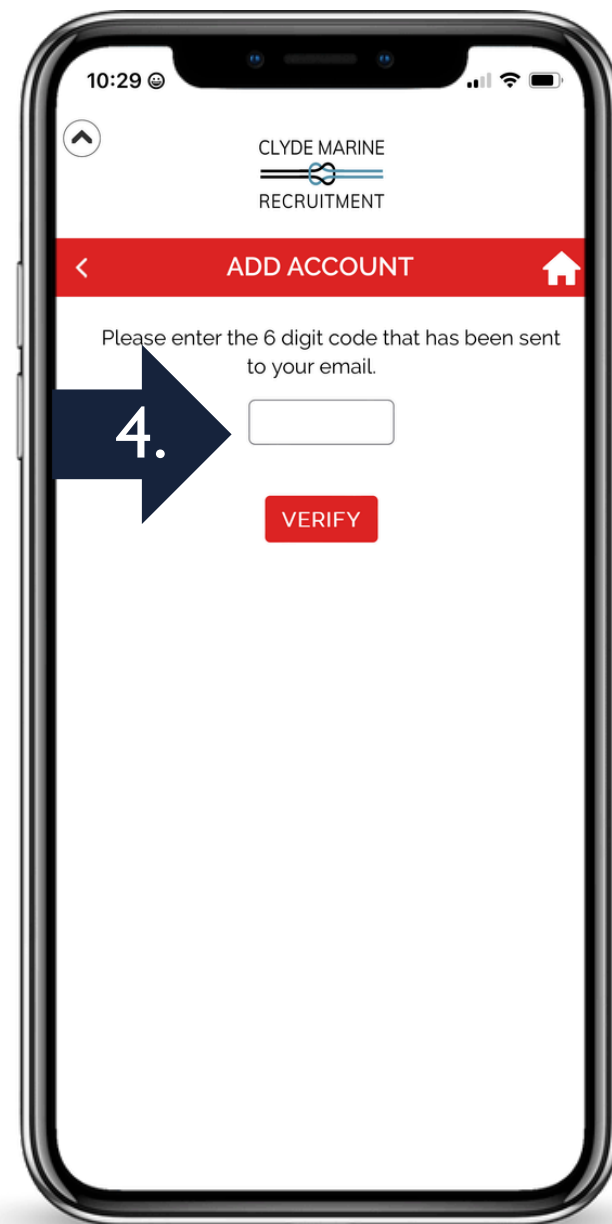 10:29
CLYDE MARINE
RECRUITMENT
ADD ACCOUNT
Please enter the 6 digit code that has been sent
to your email.
4.
VERIFY